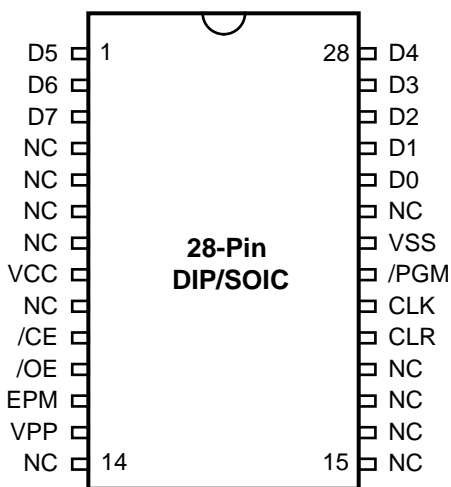 D5 1 28 D4
D6 D3
D7 D2
NC D1
NC D0
NC NC
NC VSS
28-Pin
DIP/SOIC
VCC /PGM
NC CLK
/CE CLR
/OE NC
EPM NC
VPP NC
NC 14 15 NC